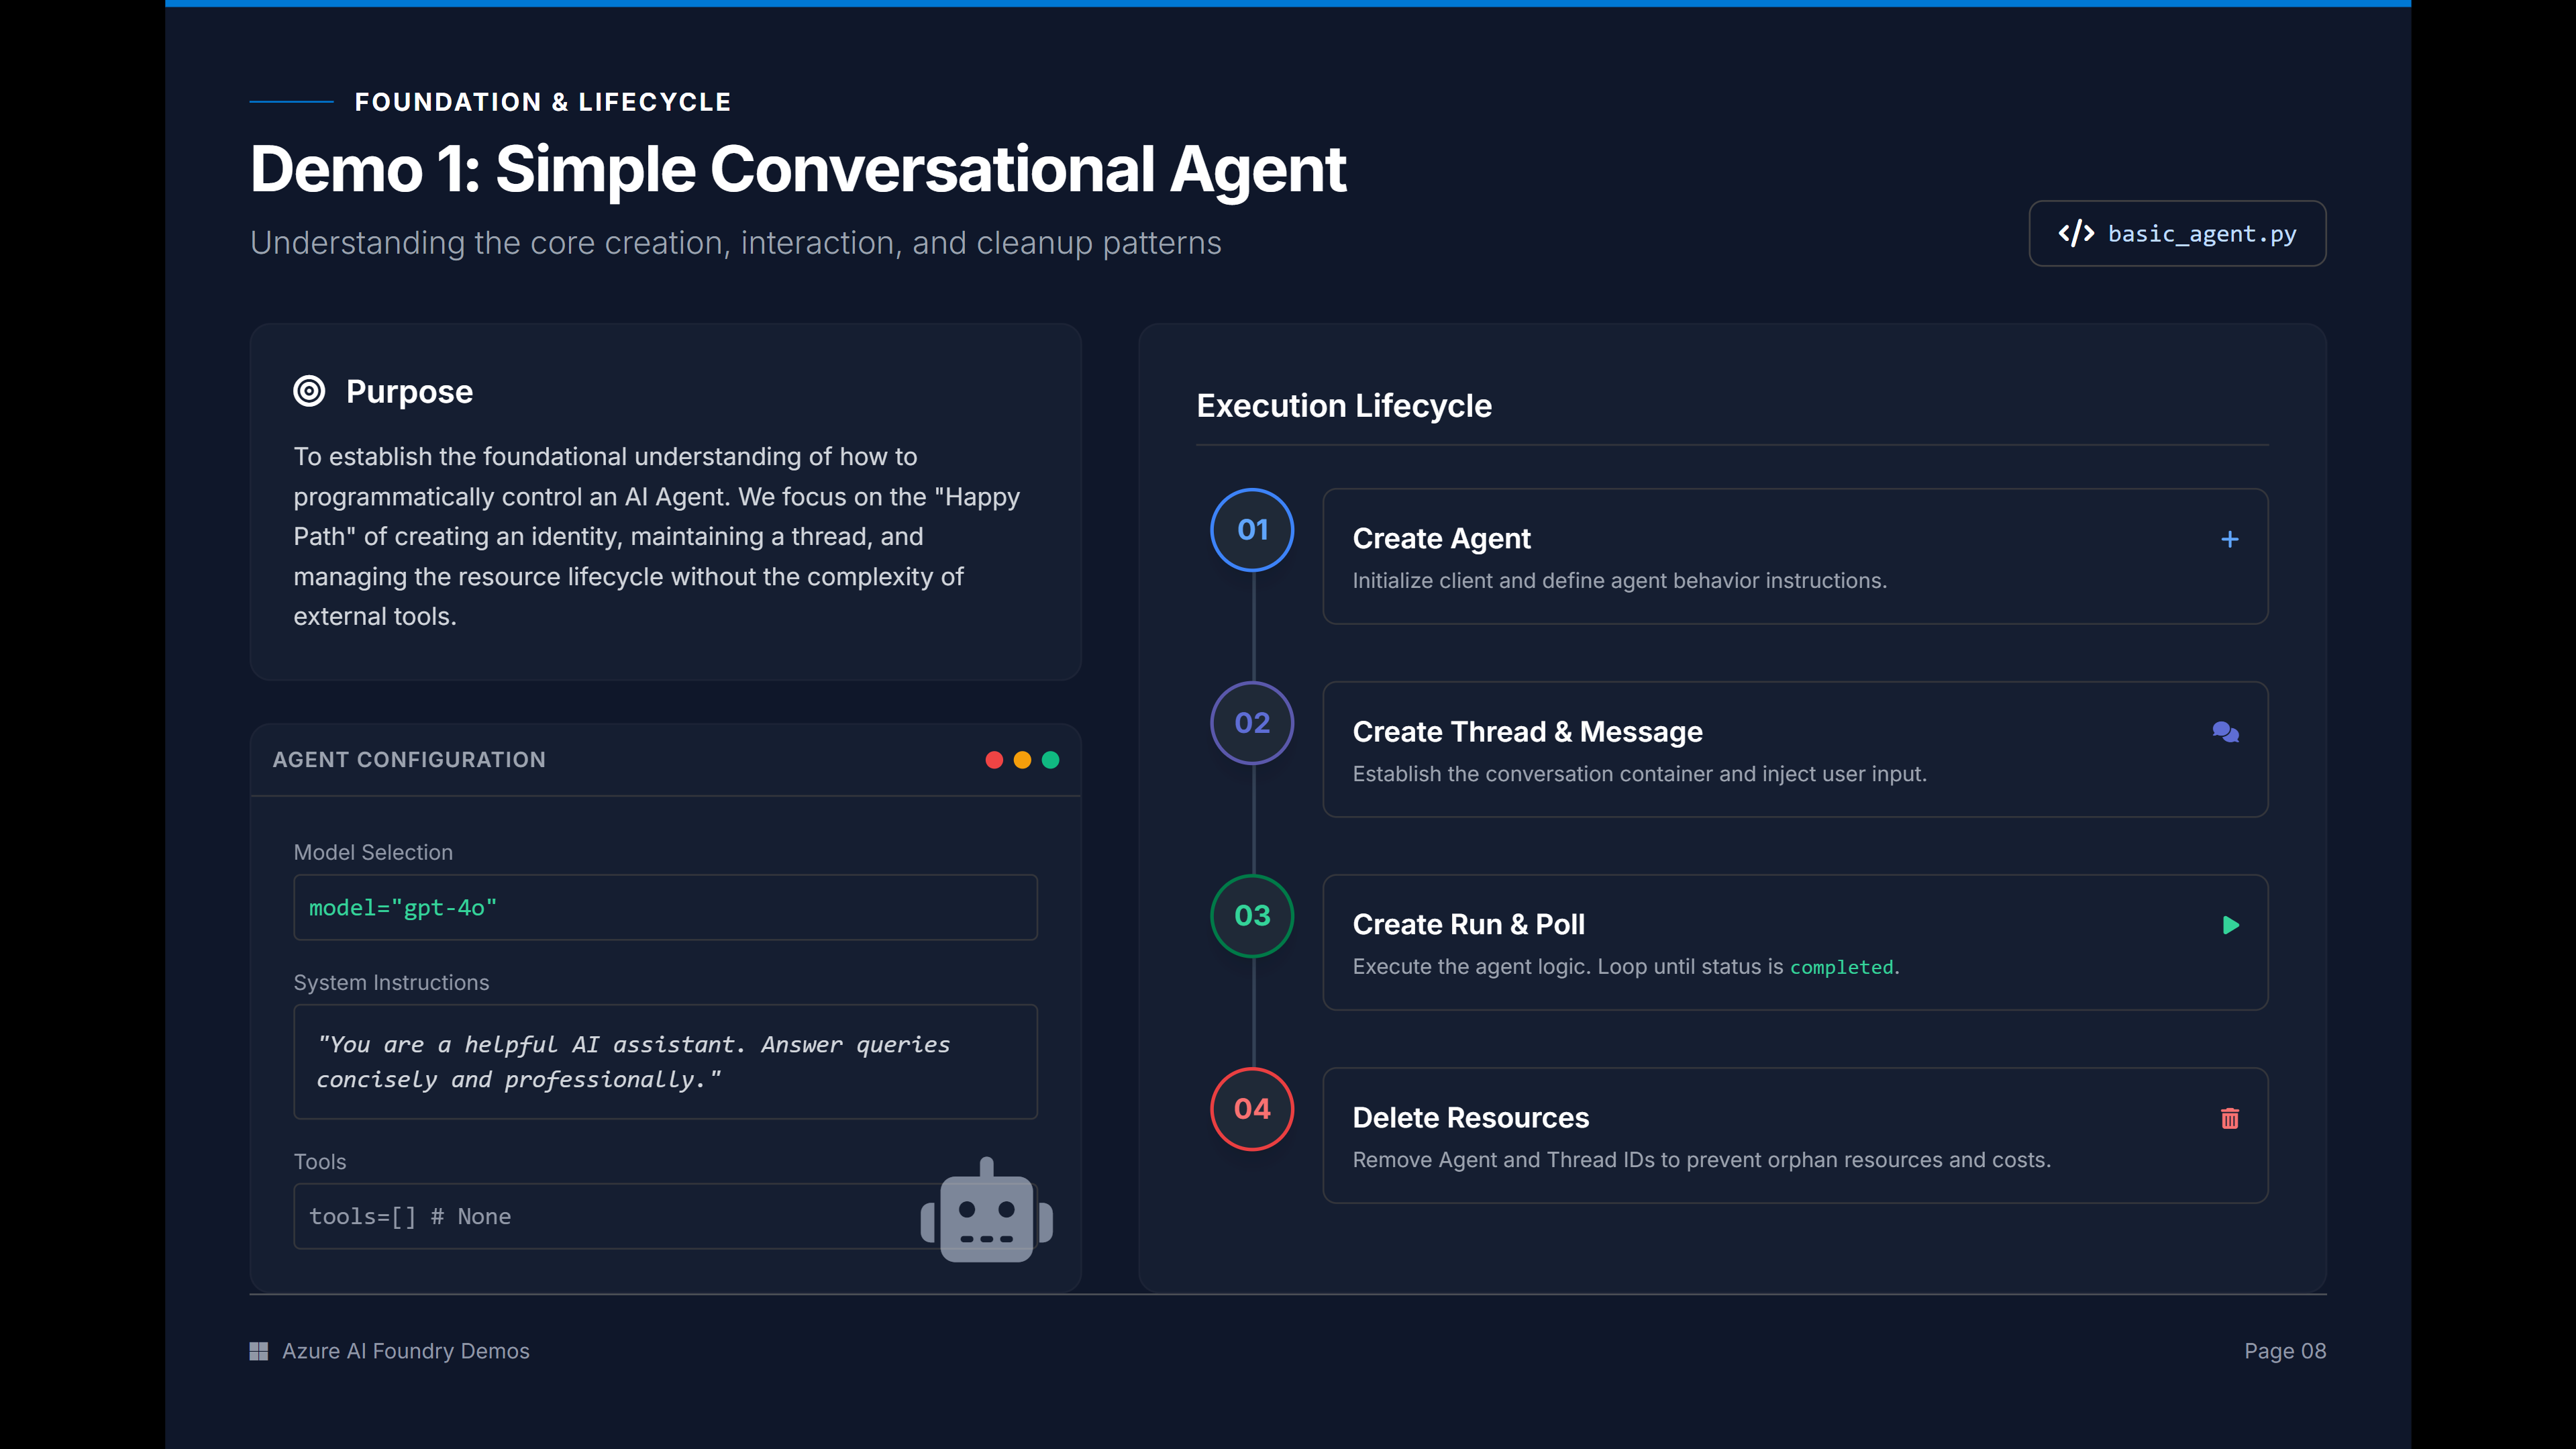 FOUNDATION & LIFECYCLE
Demo 1: Simple Conversational Agent
Understanding the core creation, interaction, and cleanup patterns
basic_agent.py
Purpose
To establish the foundational understanding of how to
programmatically control an AI Agent. We focus on the "Happy
Path" of creating an identity, maintaining a thread, and
managing the resource lifecycle without the complexity of
external tools.
AGENT CONFIGURATION
Model Selection
model="gpt-4o"
System Instructions
"You are a helpful AI assistant. Answer queries
concisely and professionally."
Tools
tools=[] # None
Execution Lifecycle
01
Create Agent
Initialize client and define agent behavior instructions.
02
Create Thread & Message
Establish the conversation container and inject user input.
03
Create Run & Poll
Execute the agent logic. Loop until status is completed.
04
Delete Resources
Remove Agent and Thread IDs to prevent orphan resources and costs.
Azure AI Foundry Demos
Page 08